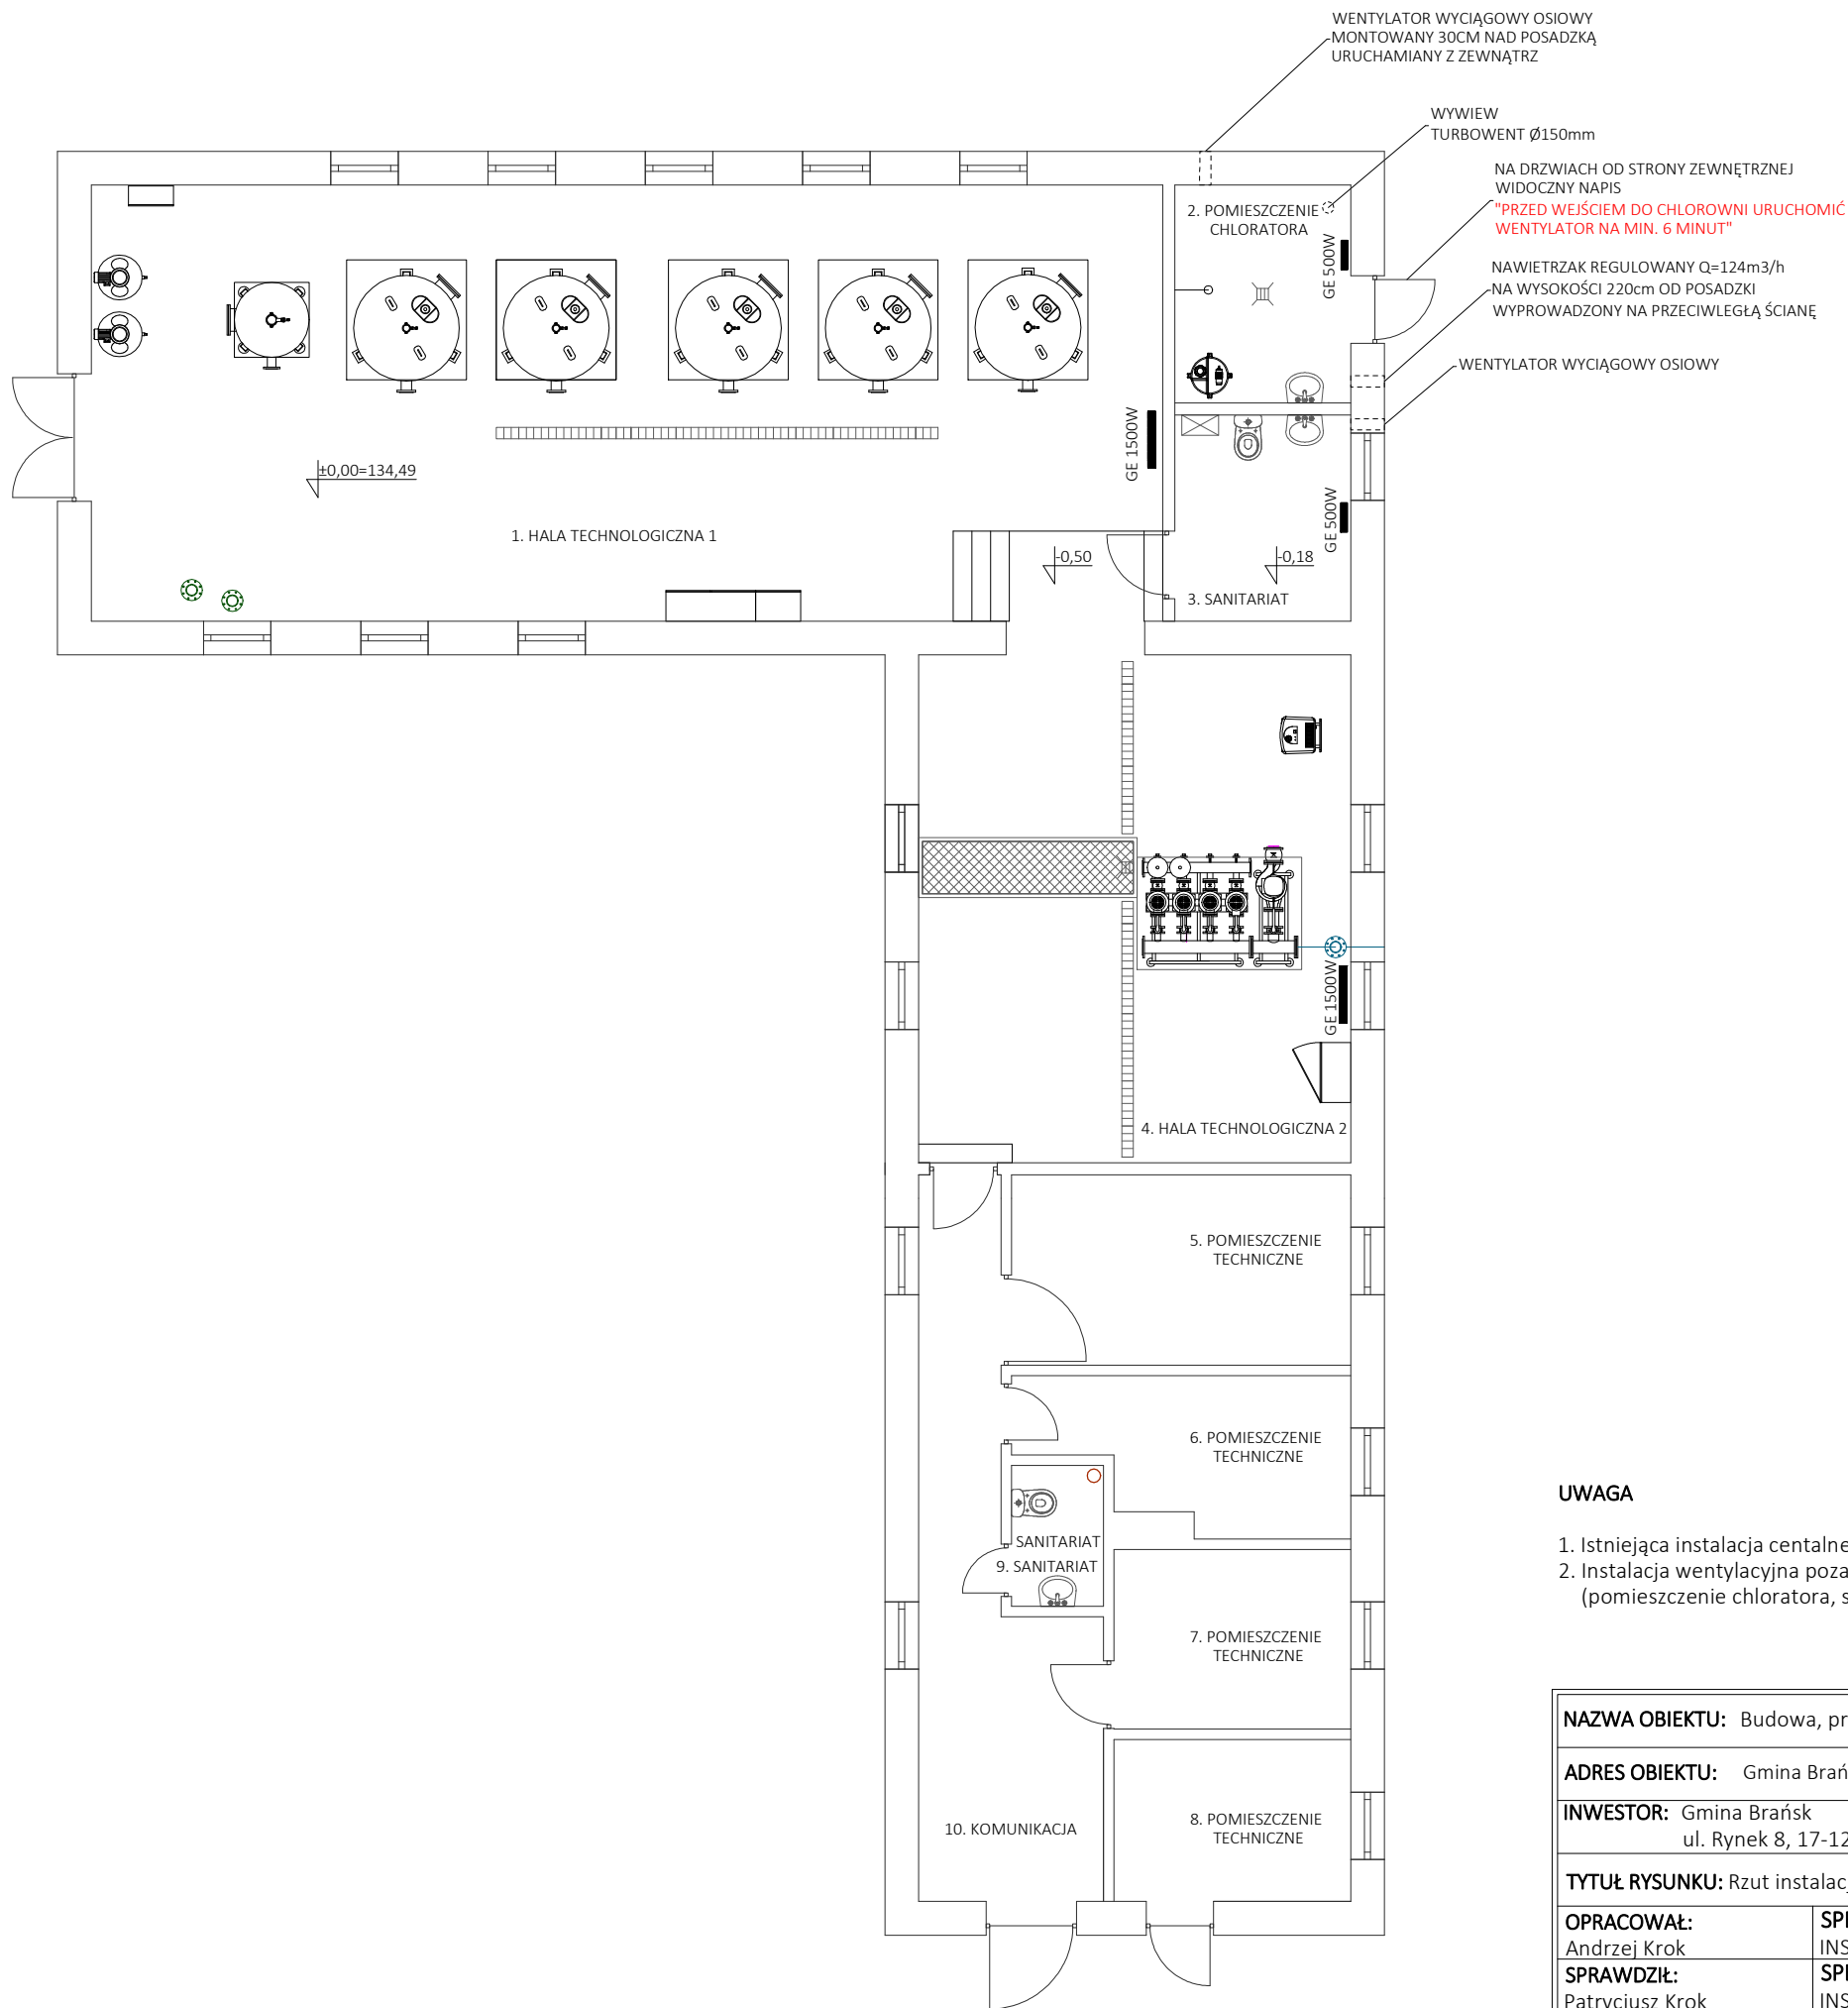 WENTYLATOR WYCIĄGOWY OSIOWY
MONTOWANY 30CM NAD POSADZKĄ
URUCHAMIANY Z ZEWNĄTRZ
WYWIEW
TURBOWENT Ø150mm
NA DRZWIACH OD STRONY ZEWNĘTRZNEJ
WIDOCZNY NAPIS
"PRZED WEJŚCIEM DO CHLOROWNI URUCHOMIĆ
WENTYLATOR NA MIN. 6 MINUT"
NAWIETRZAK REGULOWANY Q=124m3/h
NA WYSOKOŚCI 220cm OD POSADZKI
WYPROWADZONY NA PRZECIWLEGŁĄ ŚCIANĘ
WENTYLATOR WYCIĄGOWY OSIOWY
2. POMIESZCZENIE
CHLORATORA
GE 500W
GE 1500W
±0,00=134,49
1. HALA TECHNOLOGICZNA 1
GE 500W
-0,50
-0,18
3. SANITARIAT
GE 1500W
4. HALA TECHNOLOGICZNA 2
5. POMIESZCZENIE
TECHNICZNE
6. POMIESZCZENIE
TECHNICZNE
SANITARIAT
9. SANITARIAT
7. POMIESZCZENIE
TECHNICZNE
8. POMIESZCZENIE
TECHNICZNE
10. KOMUNIKACJA
UWAGA
1. Istniejąca instalacja centalne
2. Instalacja wentylacyjna poza
(pomieszczenie chloratora, s
NAZWA OBIEKTU: Budowa, pr
ADRES OBIEKTU: Gmina Brań
INWESTOR: Gmina Brańsk
ul. Rynek 8, 17-12
TYTUŁ RYSUNKU: Rzut instalac
OPRACOWAŁ: SP
Andrzej Krok INS
SPRAWDZIŁ: SP
Patrycjusz Krok INS